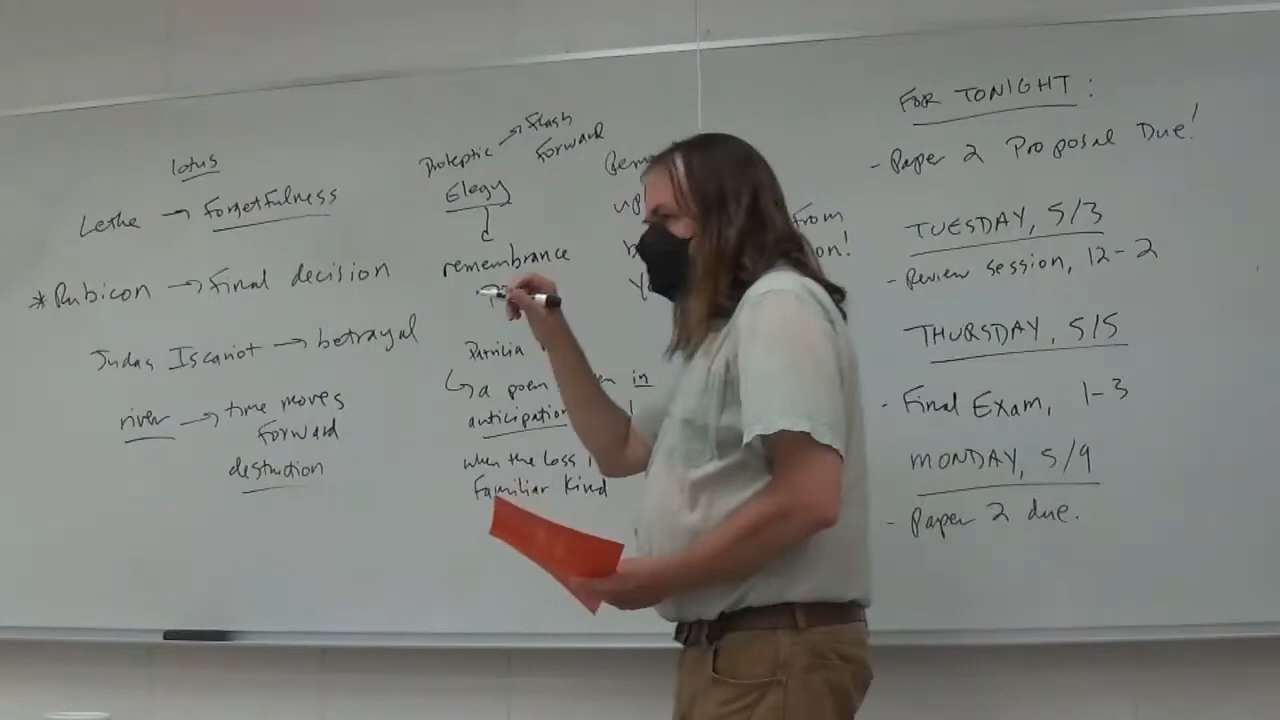 lotus
Lethe → Forgetfulness
* Rubicon → Final decision
Judas Iscariot → betrayal
river → time moves
Forward
destruction
Proleptic → Flash
Forward
Elegy
remembrance
↳ a poem in
anticipation
when the loss
Familiar Kind
from
FOR TONIGHT:
- Paper 2 Proposal Due!
TUESDAY, 5/3
- Review session, 12-2
THURSDAY, 5/5
- Final Exam, 1-3
MONDAY, 5/9
- Paper 2 due.